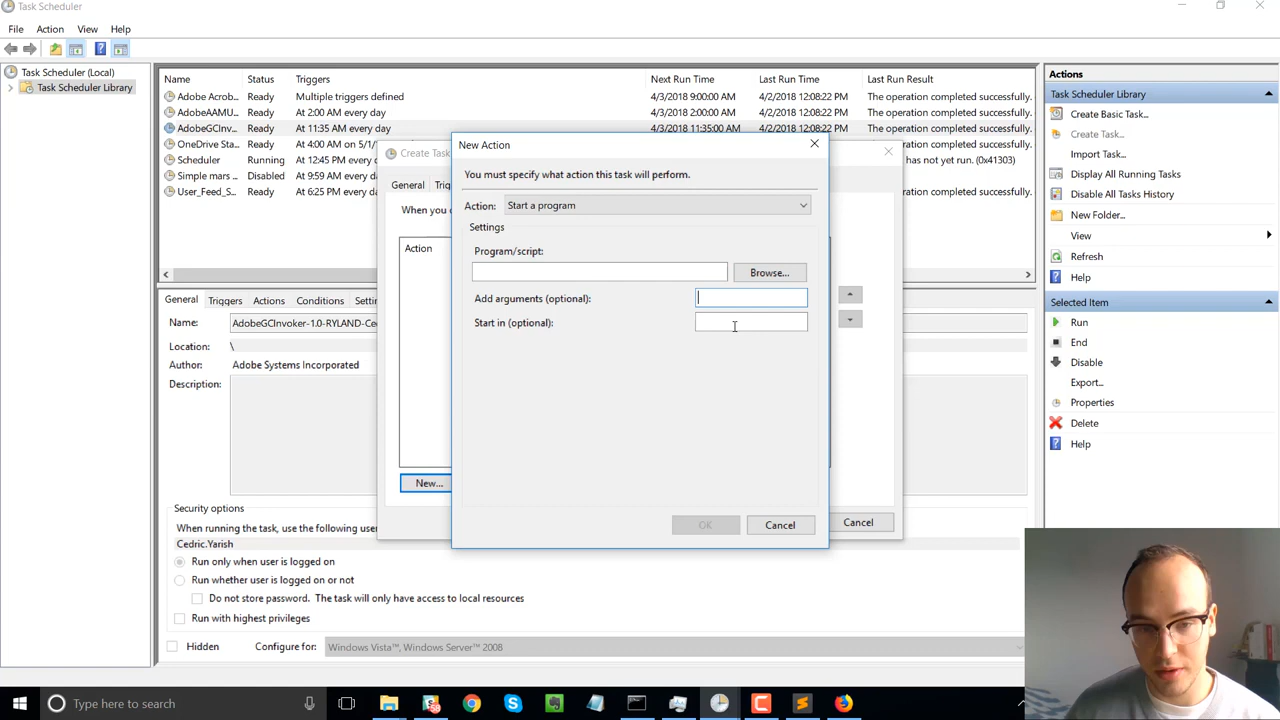 Task Scheduler
File Action View Help
Task Scheduler (Local)
Task Scheduler Library
Name Status Triggers Next Run Time Last Run Time Last Run Result
Adobe Acrob... Ready Multiple triggers defined 4/3/2018 9:00:00 AM 4/2/2018 12:08:22 PM The operation completed successfully.
AdobeAAMU... Ready At 2:00 AM every day 4/3/2018 2:00:00 AM 4/2/2018 12:08:22 PM The operation completed successfully.
AdobeGCInv... Ready At 11:35 AM every day 4/3/2018 11:35:00 AM 4/2/2018 12:08:22 PM The operation completed successfully.
OneDrive Sta... Ready At 4:00 AM on 5/1/ The operation completed successfully.
Scheduler Running At 12:45 PM every d has not yet run. (0x41303)
Simple mars ... Disabled At 9:59 AM every da The operation completed successfully.
User_Feed_S... Ready At 6:25 PM every da The operation completed successfully.
Create Task
General Trig
When you c
Action
New...
Cancel
New Action
You must specify what action this task will perform.
Action: Start a program
Settings
Program/script:
Browse...
Add arguments (optional):
Start in (optional):
OK Cancel
General Triggers Actions Conditions Settin
Name: AdobeGCInvoker-1.0-RYLAND-Ce
Location: \
Author: Adobe Systems Incorporated
Description:
Security options
When running the task, use the following user
Cedric.Yarish
Run only when user is logged on
Run whether user is logged on or not
Do not store password. The task will only have access to local resources
Run with highest privileges
Hidden Configure for: Windows Vista™, Windows Server™ 2008
Actions
Task Scheduler Library
Create Basic Task...
Create Task...
Import Task...
Display All Running Tasks
Disable All Tasks History
New Folder...
View
Refresh
Help
Selected Item
Run
End
Disable
Export...
Properties
Delete
Help
Type here to search